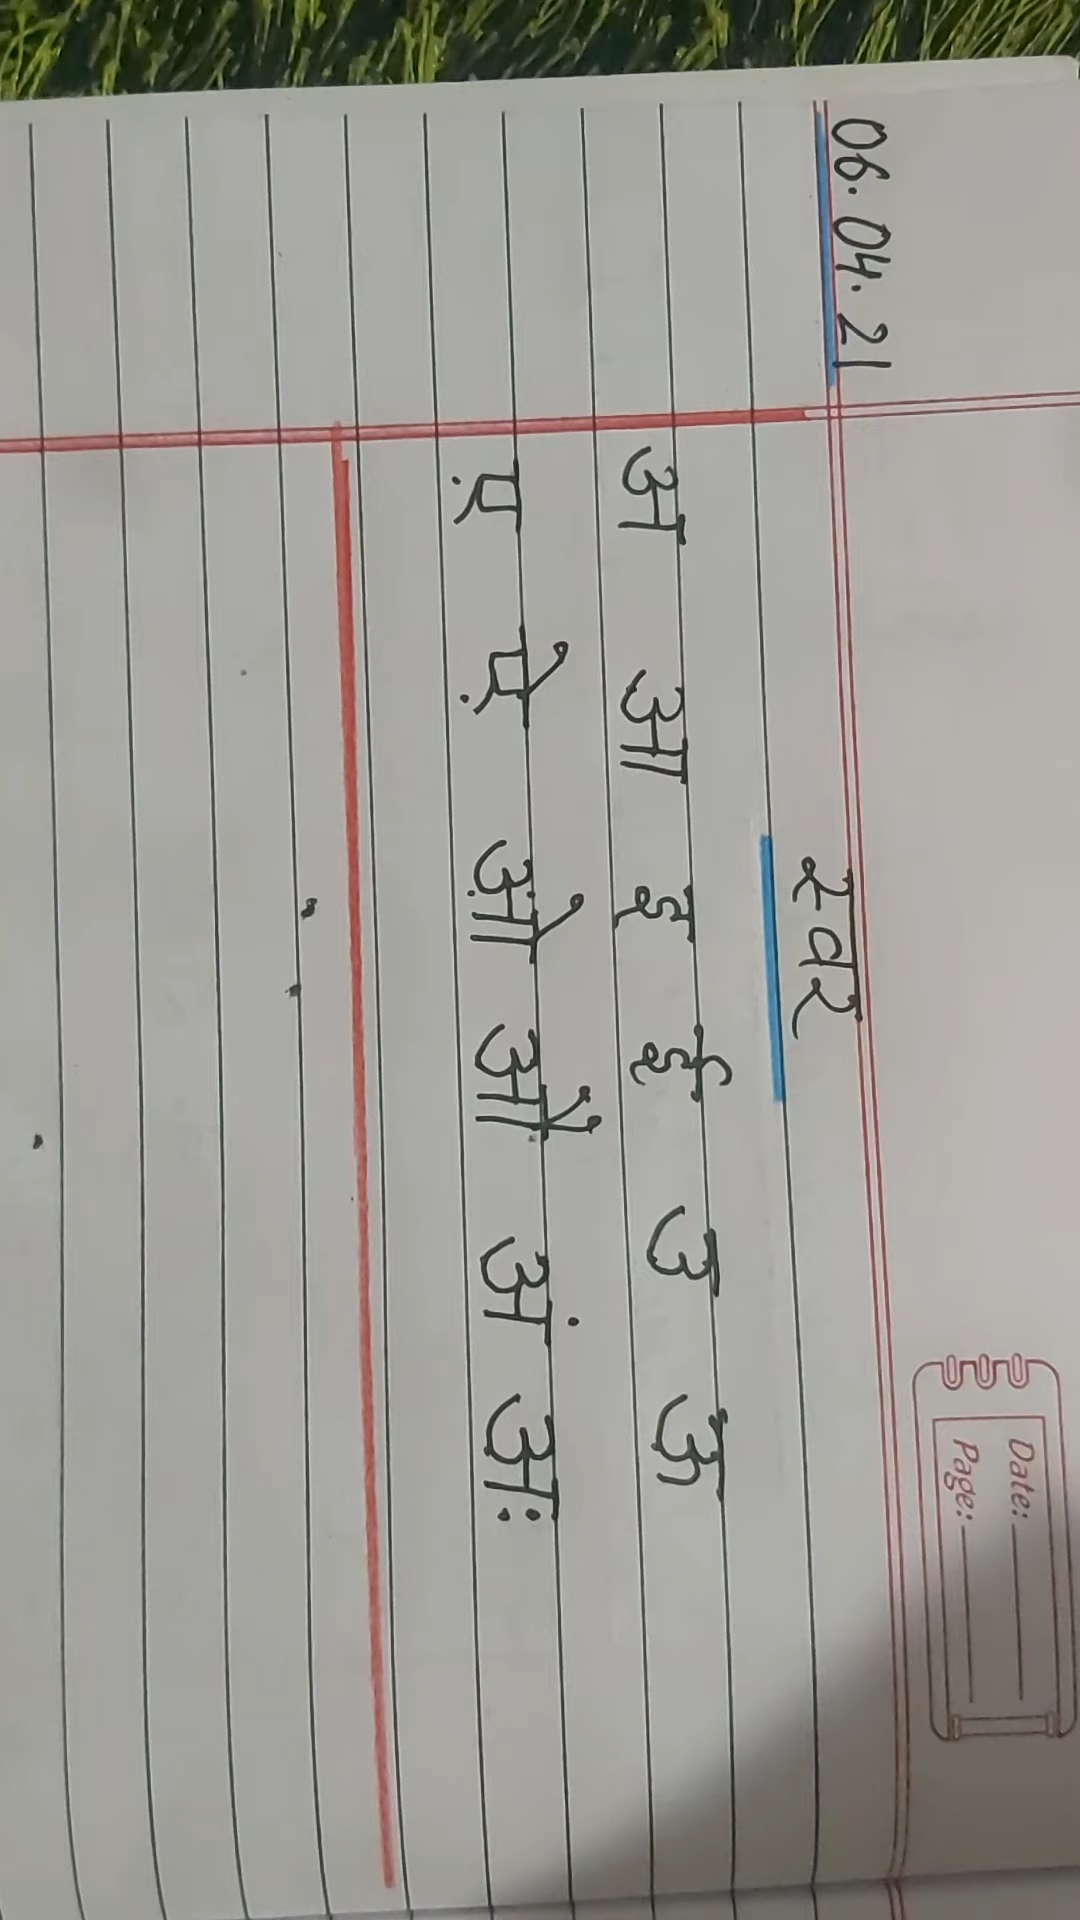 Date:
Page:
06.04.21
स्वर
अ आ इ ई उ ऊ
ए ऐ ओ औ अं अः